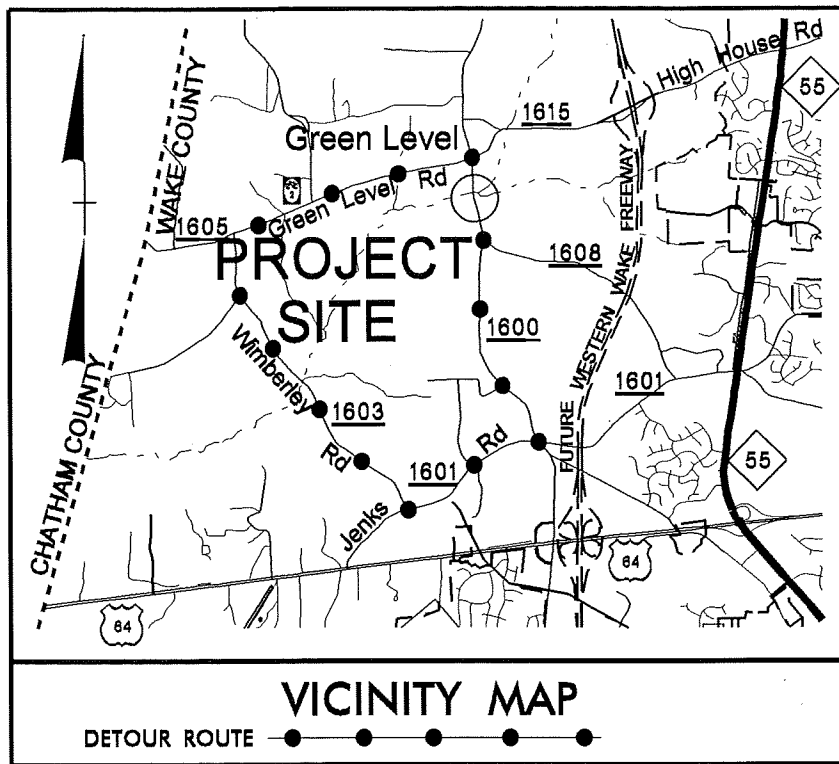 High House Rd
55
1615
Green Level
WAKE COUNTY
Green Level Rd
1605
PROJECT
SITE
1608
1600
FUTURE WESTERN WAKE FREEWAY
Wimberley
Rd
1603
1601
1601
Jenks
Rd
55
CHATHAM COUNTY
64
64
VICINITY MAP
DETOUR ROUTE